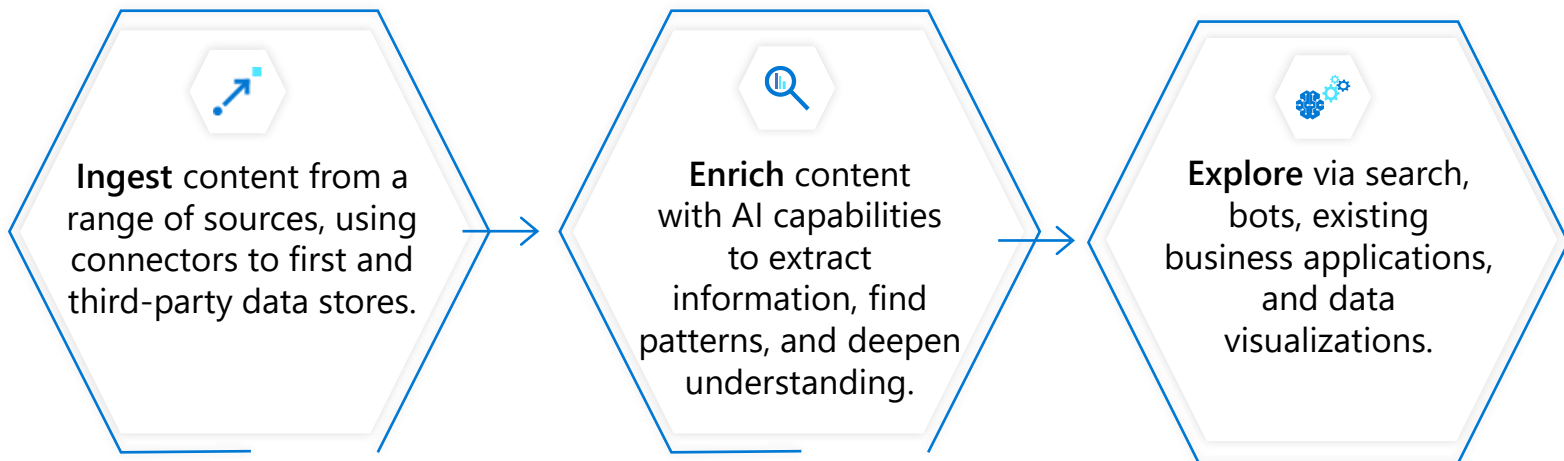 Ingest content from a
range of sources, using
connectors to first and
third-party data stores.
Enrich content
with AI capabilities
to extract
information, find
patterns, and deepen
understanding.
Explore via search,
bots, existing
business applications,
and data
visualizations.